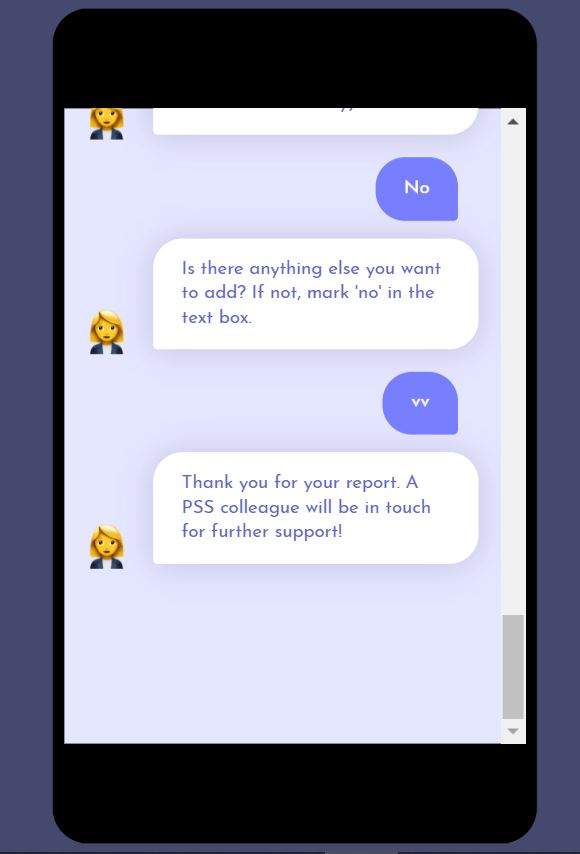 No
Is there anything else you want
to add? If not, mark 'no' in the
text box.
vv
Thank you for your report. A
PSS colleague will be in touch
for further support!